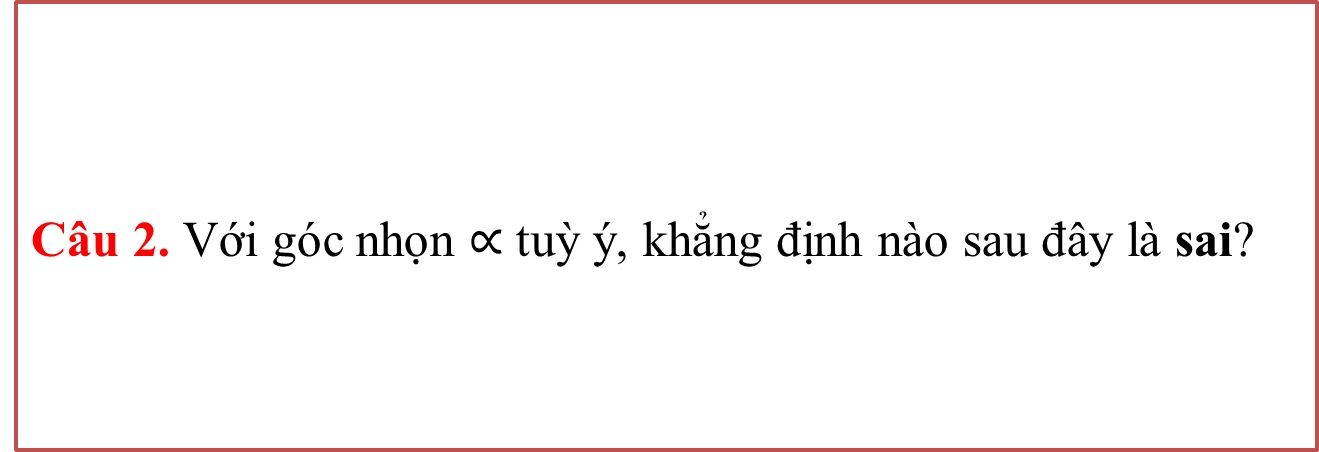 Câu 2. Với góc nhọn ∝ tuỳ ý, khẳng định nào sau đây là sai?